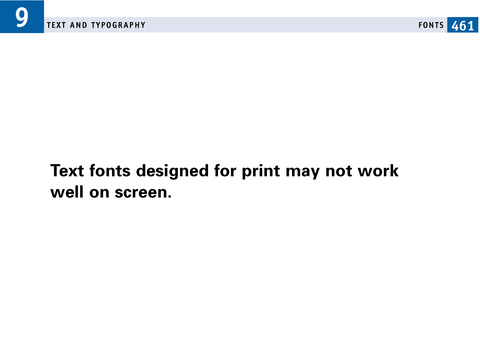 9
TEXT AND TYPOGRAPHY
FONTS 461
Text fonts designed for print may not work
well on screen.